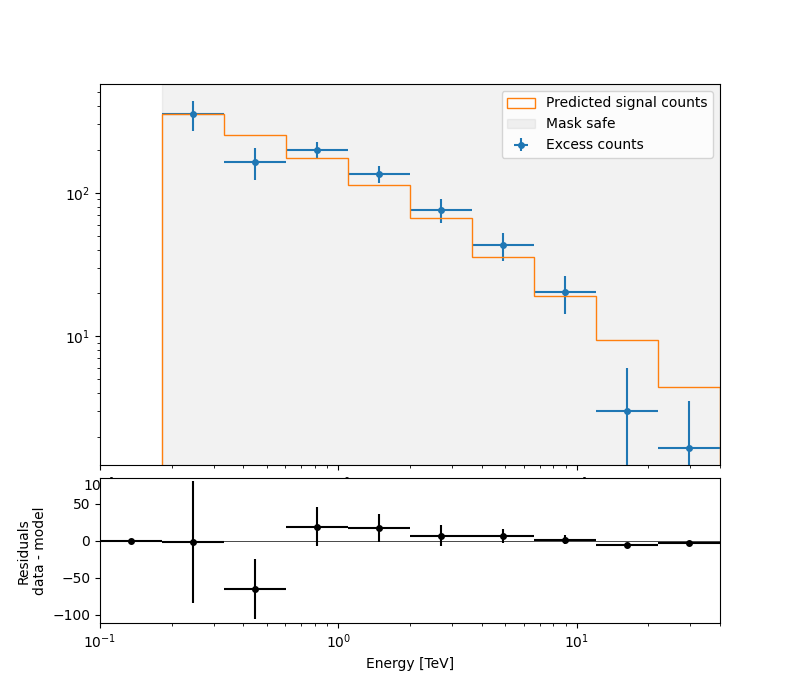 Predicted signal counts
Mask safe
Excess counts
10²
10¹
10
50
0
−50
−100
Residuals
data - model
10⁻¹
10⁰
10¹
Energy [TeV]